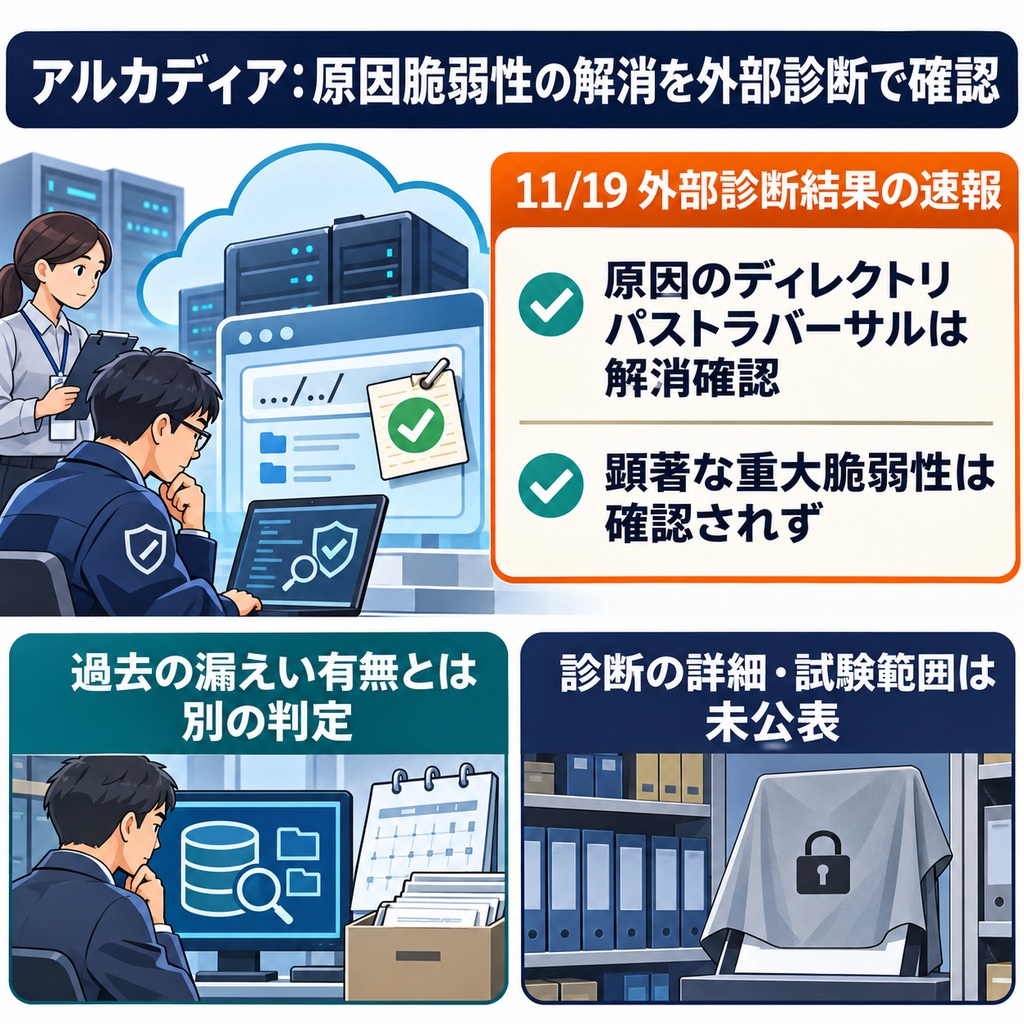 アルカディア：原因脆弱性の解消を外部診断で確認
11/19 外部診断結果の速報
原因のディレクトリ
パストラバーサルは
解消確認
顕著な重大脆弱性は
確認されず
.../../
過去の漏えい有無とは
別の判定
診断の詳細・試験範囲は
未公表